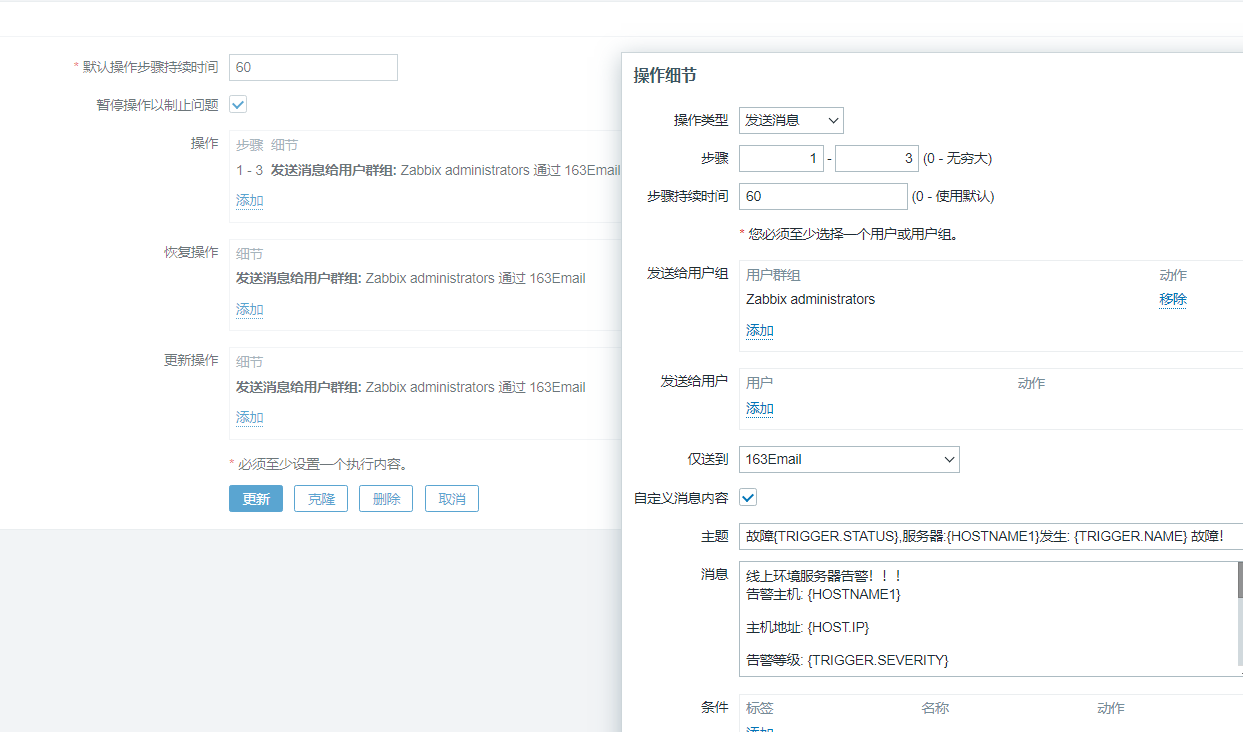 * 默认操作步骤持续时间 60
暂停操作以制止问题
操作 步骤 细节
1 - 3 发送消息给用户群组: Zabbix administrators 通过 163Email
添加
恢复操作 细节
发送消息给用户群组: Zabbix administrators 通过 163Email
添加
更新操作 细节
发送消息给用户群组: Zabbix administrators 通过 163Email
添加
* 必须至少设置一个执行内容。
更新 克隆 删除 取消
操作细节
操作类型 发送消息
步骤 1 - 3 (0 - 无穷大)
步骤持续时间 60 (0 - 使用默认)
* 您必须至少选择一个用户或用户组。
发送给用户组 用户群组 动作
Zabbix administrators 移除
添加
发送给用户 用户 动作
添加
仅送到 163Email
自定义消息内容
主题 故障{TRIGGER.STATUS},服务器:{HOSTNAME1}发生: {TRIGGER.NAME} 故障!
消息 线上环境服务器告警！！！
告警主机: {HOSTNAME1}
主机地址: {HOST.IP}
告警等级: {TRIGGER.SEVERITY}
条件 标签 名称 动作
添加